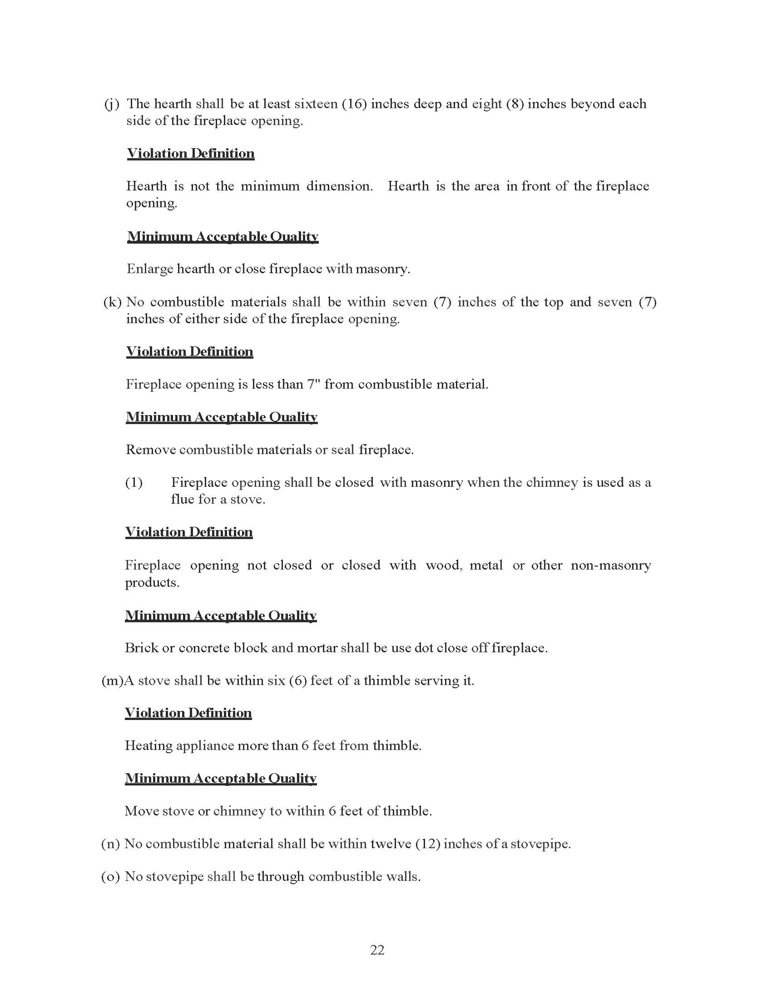 (j) The hearth shall be at least sixteen (16) inches deep and eight (8) inches beyond each
side of the fireplace opening.
Violation Definition
Hearth is not the minimum dimension. Hearth is the area in front of the fireplace
opening.
Minimum Acceptable Quality
Enlarge hearth or close fireplace with masonry.
(k) No combustible materials shall be within seven (7) inches of the top and seven (7)
inches of either side of the fireplace opening.
Violation Definition
Fireplace opening is less than 7" from combustible material.
Minimum Acceptable Quality
Remove combustible materials or seal fireplace.
(1) Fireplace opening shall be closed with masonry when the chimney is used as a
flue for a stove.
Violation Definition
Fireplace opening not closed or closed with wood, metal or other non-masonry
products.
Minimum Acceptable Quality
Brick or concrete block and mortar shall be use dot close off fireplace.
(m)A stove shall be within six (6) feet of a thimble serving it.
Violation Definition
Heating appliance more than 6 feet from thimble.
Minimum Acceptable Quality
Move stove or chimney to within 6 feet of thimble.
(n) No combustible material shall be within twelve (12) inches of a stovepipe.
(o) No stovepipe shall be through combustible walls.
22